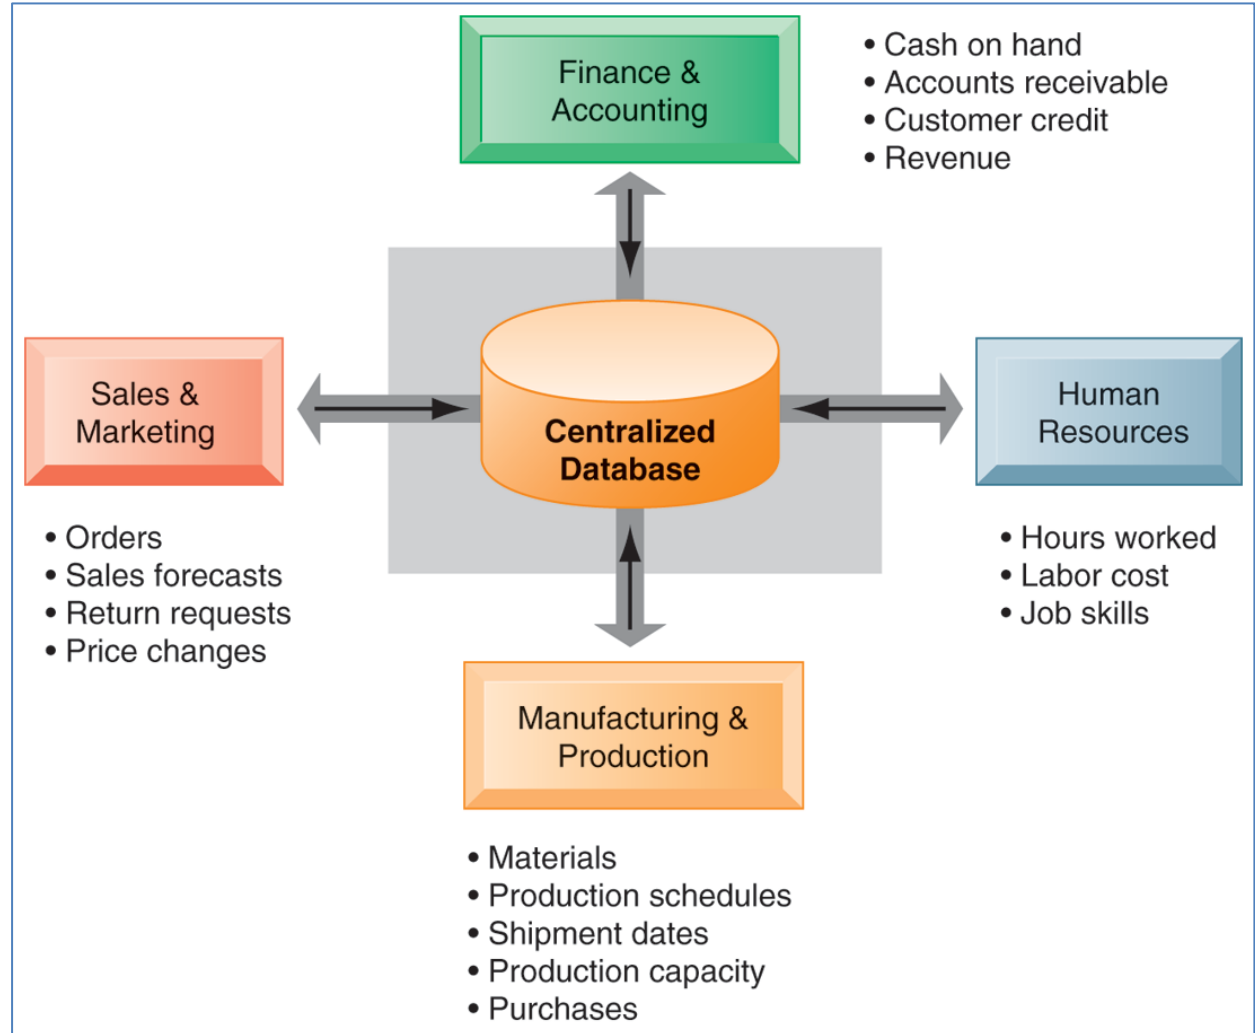 Finance &
Accounting
• Cash on hand
• Accounts receivable
• Customer credit
• Revenue
Sales &
Marketing
• Orders
• Sales forecasts
• Return requests
• Price changes
Centralized
Database
Human
Resources
• Hours worked
• Labor cost
• Job skills
Manufacturing &
Production
• Materials
• Production schedules
• Shipment dates
• Production capacity
• Purchases